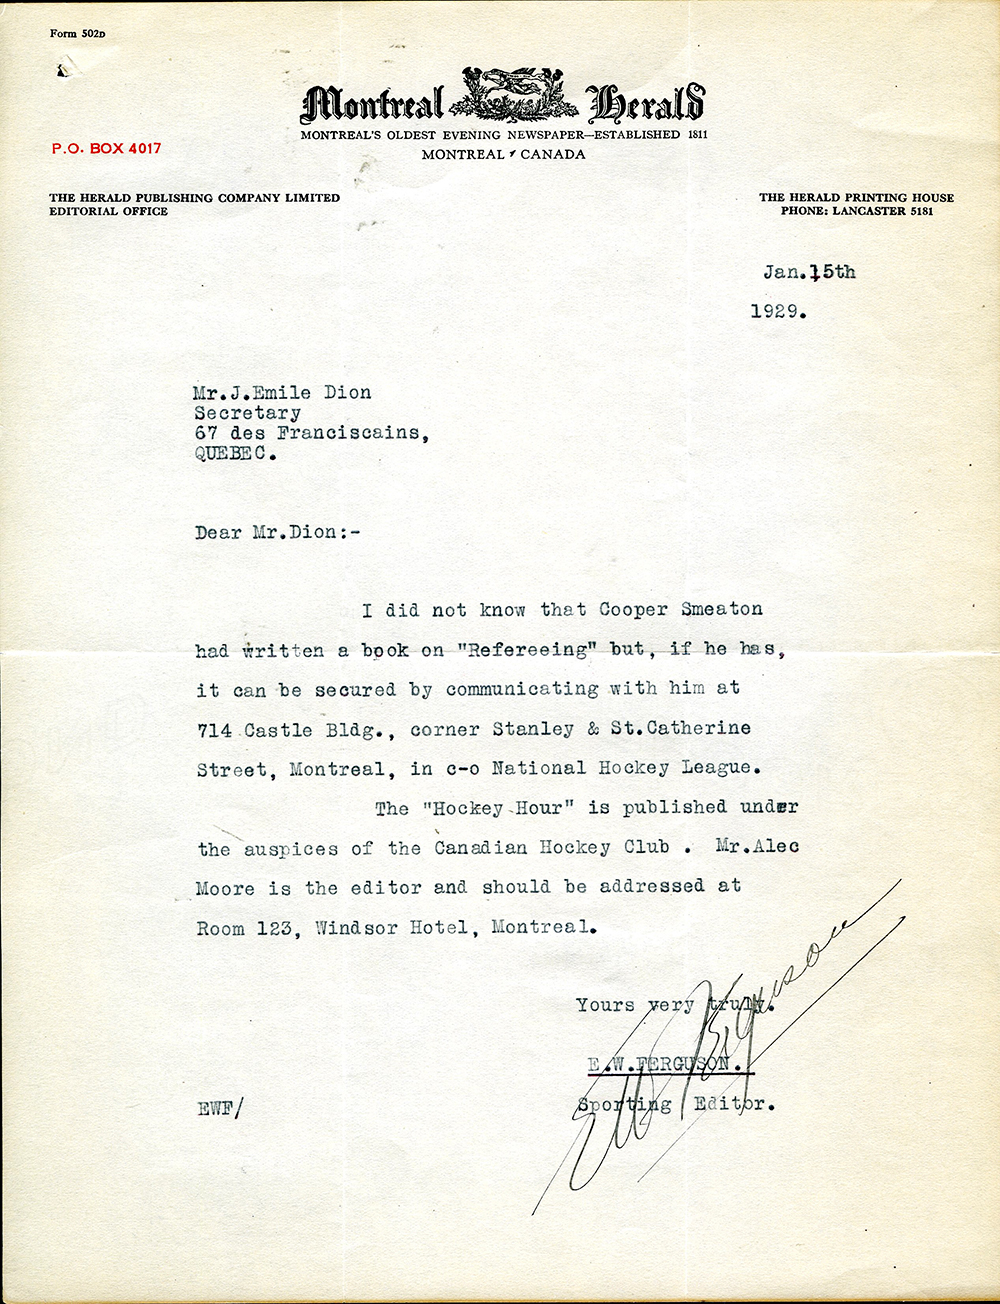 Form 502D
Montreal Herald
MONTREAL'S OLDEST EVENING NEWSPAPER—ESTABLISHED 1811
P.O. BOX 4017
MONTREAL, CANADA
THE HERALD PUBLISHING COMPANY LIMITED
EDITORIAL OFFICE
THE HERALD PRINTING HOUSE
PHONE: LANCASTER 5181
Jan.15th
1929.
Mr.J.Emile Dion
Secretary
67 des Franciscains,
QUEBEC.
Dear Mr.Dion:-
I did not know that Cooper Smeaton
had written a book on "Refereeing" but, if he has,
it can be secured by communicating with him at
714 Castle Bldg., corner Stanley & St.Catherine
Street, Montreal, in c-o National Hockey League.
The "Hockey Hour" is published under
the auspices of the Canadian Hockey Club . Mr.Alec
Moore is the editor and should be addressed at
Room 123, Windsor Hotel, Montreal.
Yours very truly.
E.W.FERGUSON.
Sporting Editor.
EW Ferguson
EWF/